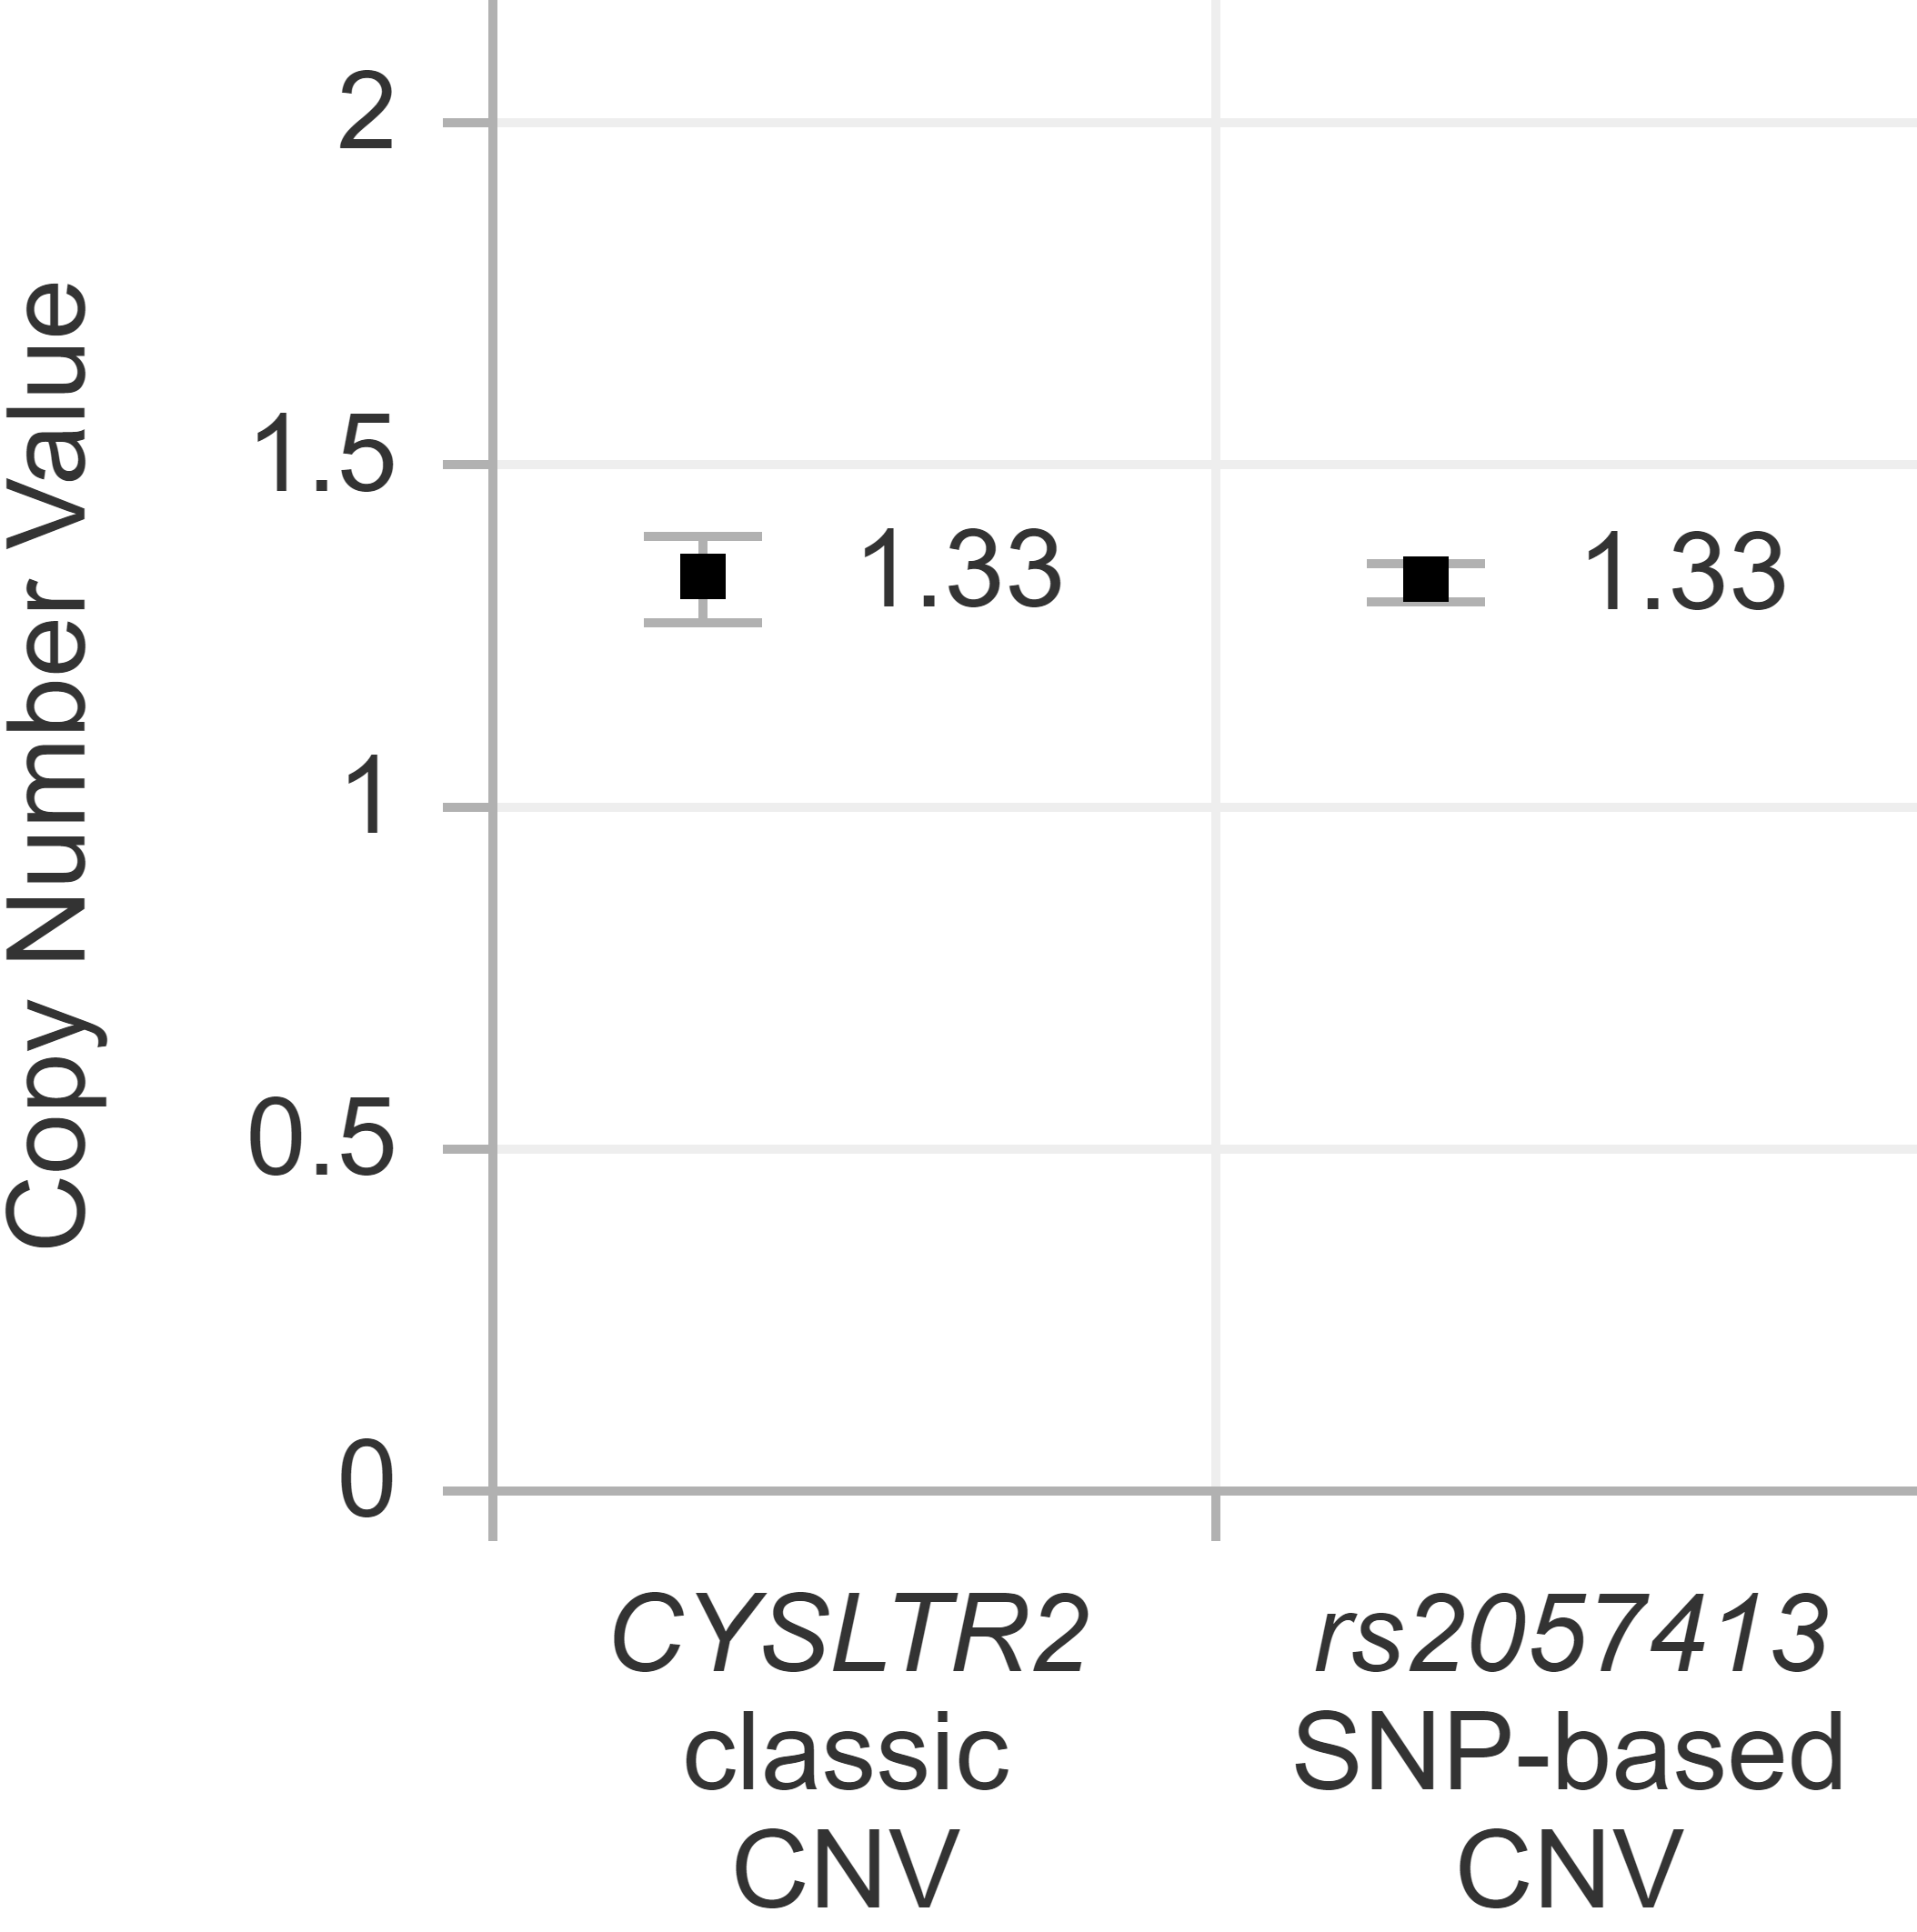 Copy Number Value
2
1.5
1
0.5
0
1.33
1.33
CYSLTR2
classic
CNV
rs2057413
SNP-based
CNV